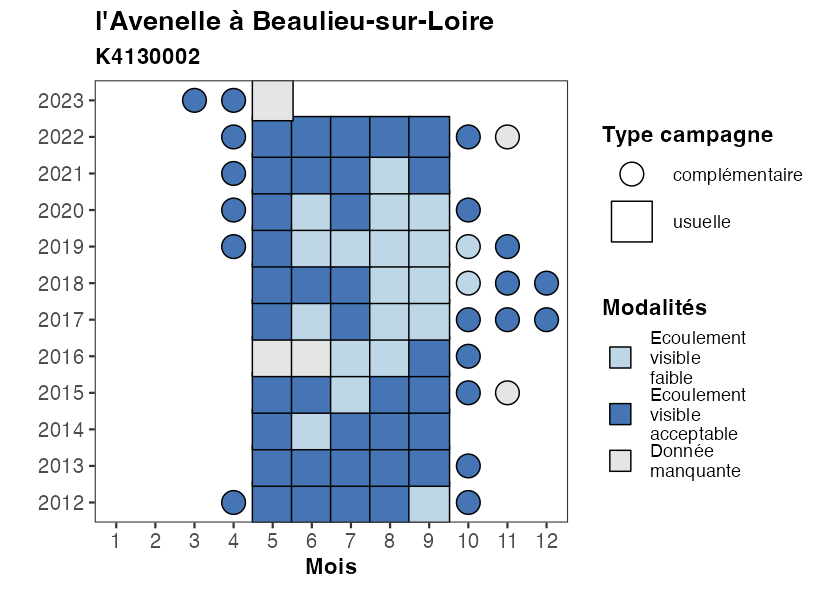 l'Avenelle à Beaulieu-sur-Loire
K4130002
2023
2022
2021
2020
2019
2018
2017
2016
2015
2014
2013
2012
1 2 3 4 5 6 7 8 9 10 11 12
Mois
Type campagne
complémentaire
usuelle
Modalités
Ecoulement
visible
faible
Ecoulement
visible
acceptable
Donnée
manquante